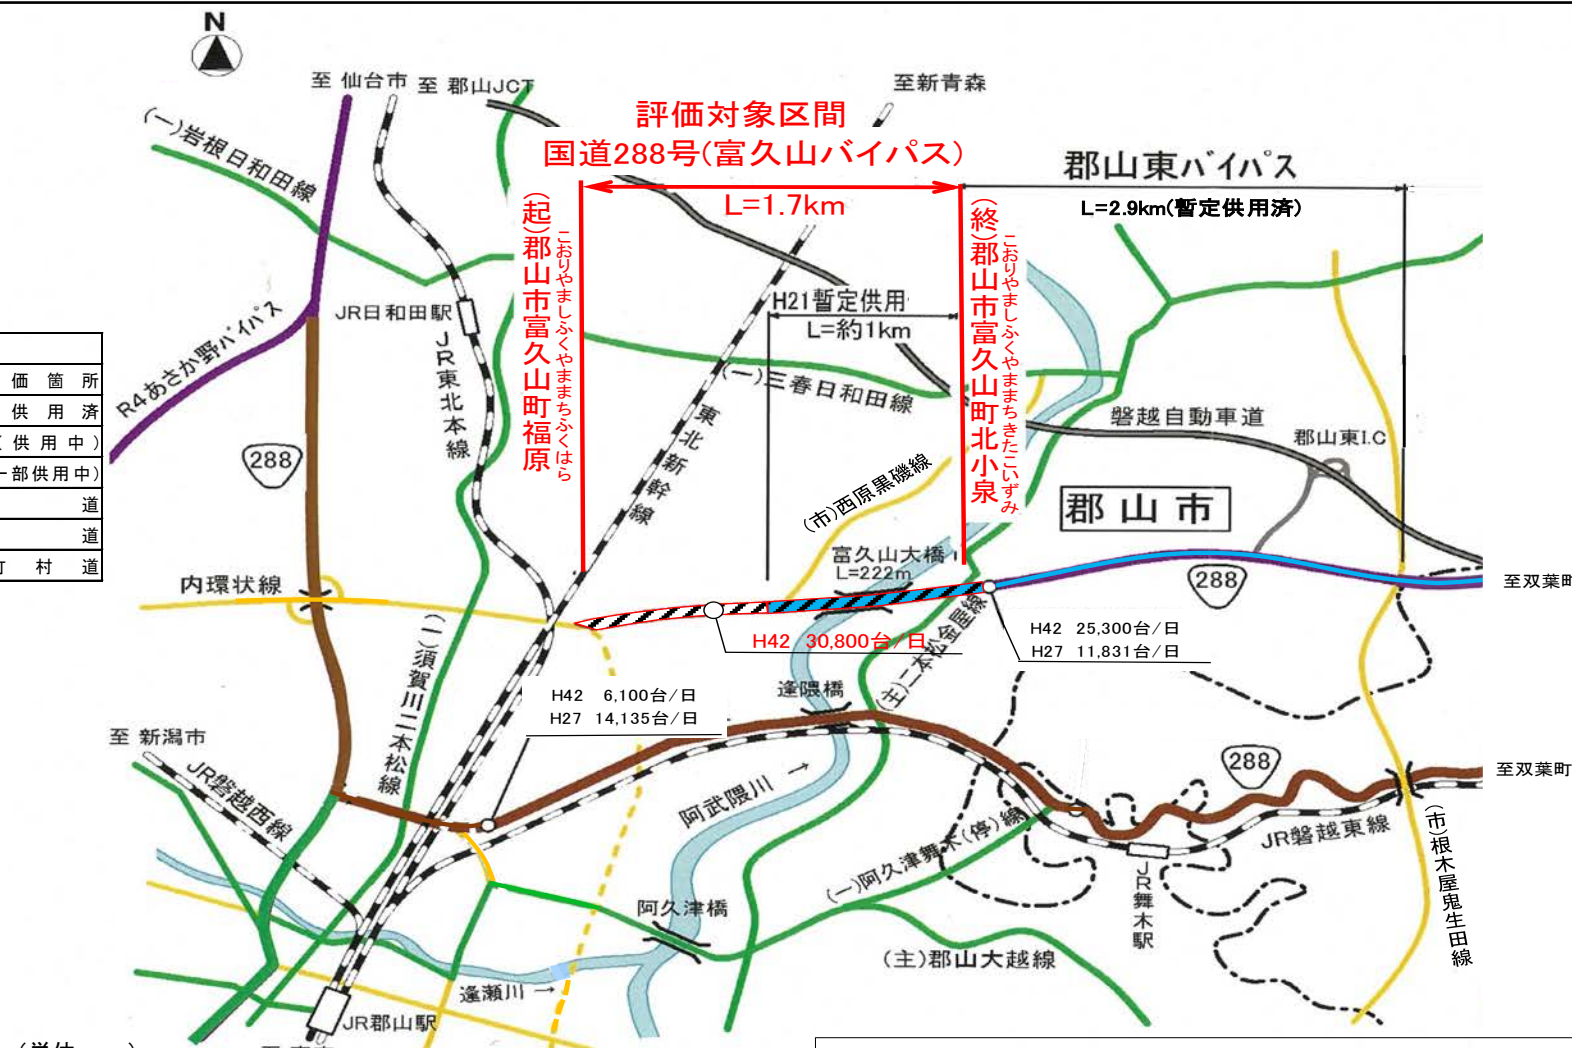 N
至 仙台市
至 郡山JCT
至新青森
評価対象区間
国道288号(富久山バイパス)
L=1.7km
郡山東バイパス
L=2.9km(暫定供用済)
(一)岩根日和田線
(起)郡山市富久山町福原
こおりやましふくやままちふくはら
(終)郡山市富久山町北小泉
こおりやましふくやままちきたこいずみ
H21暫定供用
L=約1km
JR日和田駅
JR東北本線
R4あさか野バイパス
価 箇 所
供 用 済
(供 用 中)
一部供用中)
道
道
町 村 道
(一)三春日和田線
東北新幹線
磐越自動車道
郡山東I.C
288
(市)西原黒磯線
郡山市
富久山大橋
L=222m
288
至双葉町
内環状線
H42 30,800台/日
H42 25,300台/日
H27 11,831台/日
(主)二本松金屋線
(一)須賀川二本松線
H42 6,100台/日
H27 14,135台/日
逢隈橋
至 新潟市
JR磐越西線
阿武隈川 →
288
至双葉町
JR磐越東線
(市)根木屋鬼生田線
(一)阿久津舞木(停)線
JR舞木駅
阿久津橋
(主)郡山大越線
逢瀬川 →
JR郡山駅